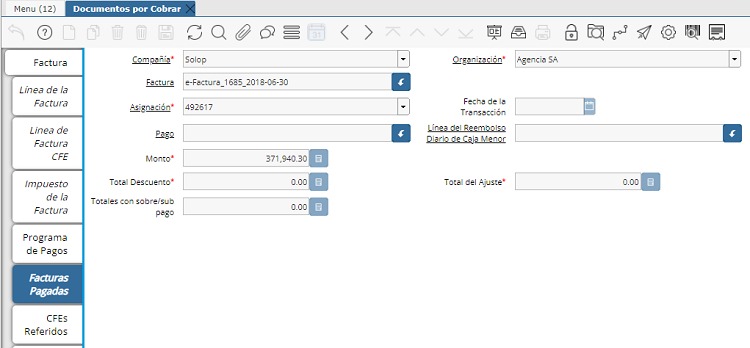 Menu (12)
Documentos por Cobrar
31
Factura
Línea de la
Factura
Linea de
Factura
CFE
Impuesto
de la
Factura
Programa
de Pagos
Facturas
Pagadas
CFEs
Referidos
Compañía* Solop
Organización* Agencia SA
Factura e-Factura_1685_2018-06-30
Asignación* 492617
Fecha de la
Transacción
Pago
Línea del Reembolso
Diario de Caja Menor
Monto* 371,940.30
Total Descuento* 0.00
Total del Ajuste* 0.00
Totales con sobre/sub
pago
0.00